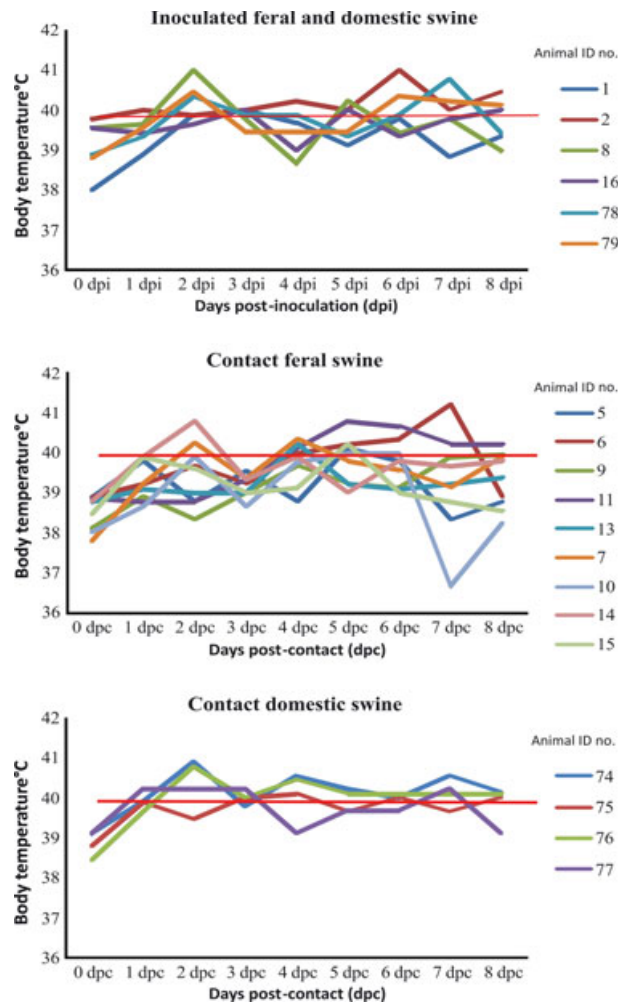 Inoculated feral and domestic swine
42
41
40
39
38
37
36
Body temperature°C
0 dpi 1 dpi 2 dpi 3 dpi 4 dpi 5 dpi 6 dpi 7 dpi 8 dpi
Days post-inoculation (dpi)
Animal ID no.
1
2
8
16
78
79
Contact feral swine
42
41
40
39
38
37
36
Body temperature°C
0 dpc 1 dpc 2 dpc 3 dpc 4 dpc 5 dpc 6 dpc 7 dpc 8 dpc
Days post-contact (dpc)
Animal ID no.
5
6
9
11
13
7
10
14
15
Contact domestic swine
42
41
40
39
38
37
36
Body temperature°C
0 dpc 1 dpc 2 dpc 3 dpc 4 dpc 5 dpc 6 dpc 7 dpc 8 dpc
Days post-contact (dpc)
Animal ID no.
74
75
76
77